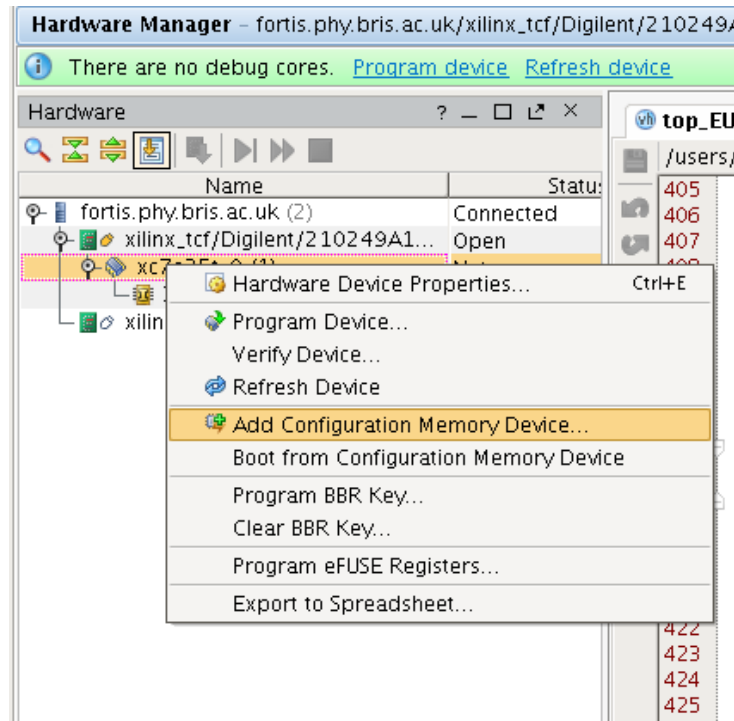 Hardware Manager – fortis.phy.bris.ac.uk/xilinx_tcf/Digilent/210249A
There are no debug cores. Program device Refresh device
Hardware ? _
top_EU
/users/
Name Status
fortis.phy.bris.ac.uk (2) Connected
xilinx_tcf/Digilent/210249A1... Open
405
406
407
Hardware Device Properties... Ctrl+E
xilin
Program Device...
Verify Device...
Refresh Device
Add Configuration Memory Device...
Boot from Configuration Memory Device
Program BBR Key...
Clear BBR Key...
Program eFUSE Registers...
Export to Spreadsheet...
422
423
424
425